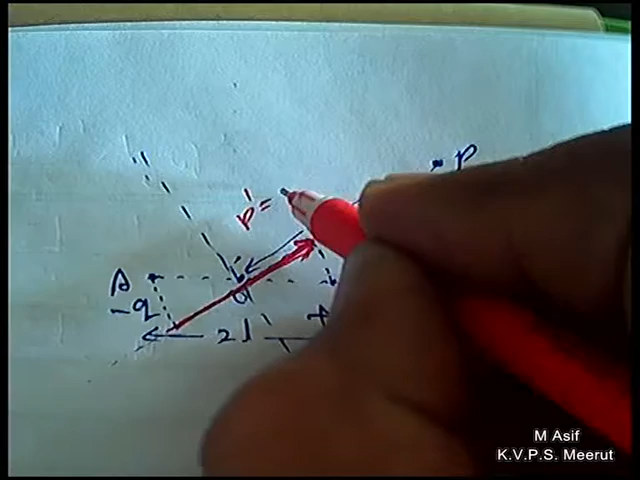 P
p' =
A
-q
O
2l
M Asif
K.V.P.S. Meerut